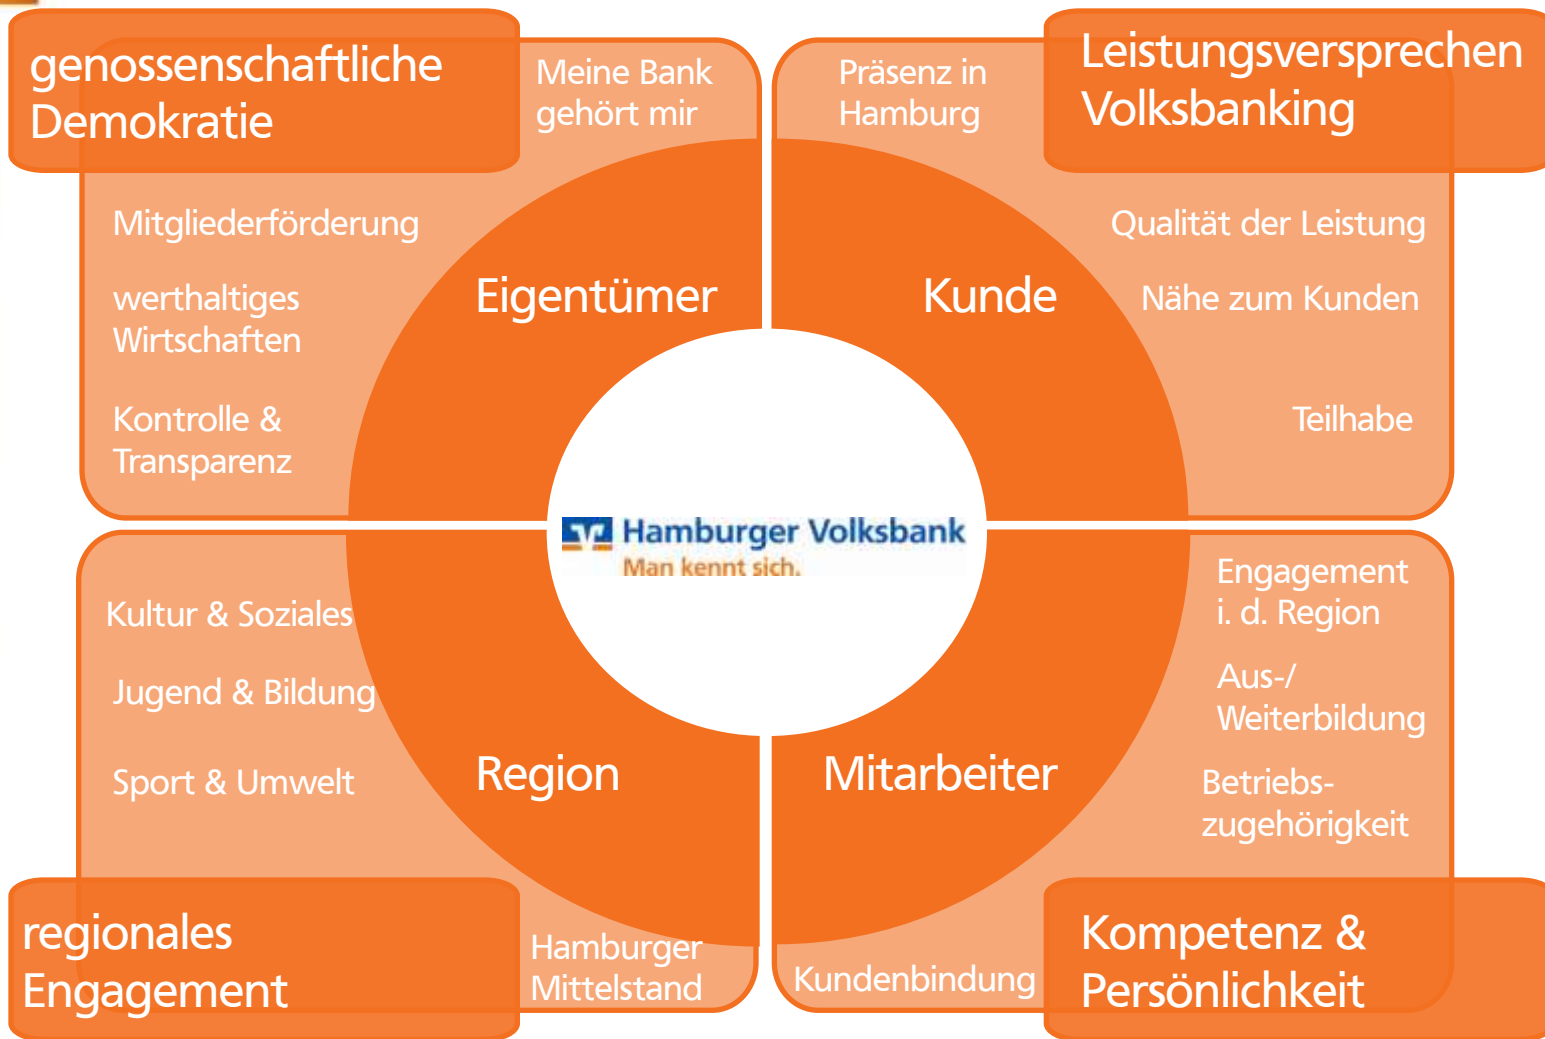 genossenschaftliche
Demokratie
Meine Bank
gehört mir
Mitgliederförderung
werthaltiges
Wirtschaften
Kontrolle &
Transparenz
Eigentümer
Präsenz in
Hamburg
Leistungsversprechen
Volksbanking
Qualität der Leistung
Nähe zum Kunden
Teilhabe
Kunde
Hamburger Volksbank
Man kennt sich.
Kultur & Soziales
Jugend & Bildung
Sport & Umwelt
Region
regionales
Engagement
Hamburger
Mittelstand
Engagement
i. d. Region
Aus-/
Weiterbildung
Betriebs-
zugehörigkeit
Mitarbeiter
Kundenbindung
Kompetenz &
Persönlichkeit